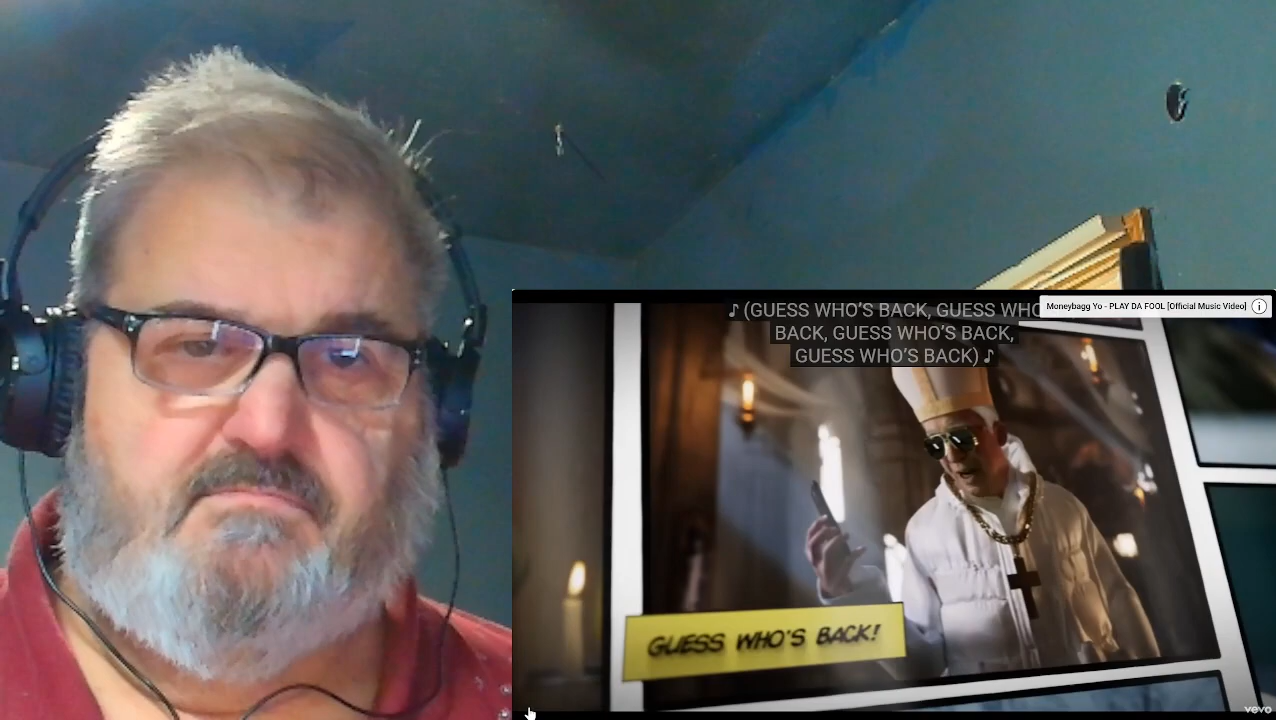 ♪ (GUESS WHO'S BACK, GUESS WHO
BACK, GUESS WHO'S BACK,
GUESS WHO'S BACK) ♪
Moneybagg Yo - PLAY DA FOOL [Official Music Video]
GUESS WHO'S BACK!
vevo